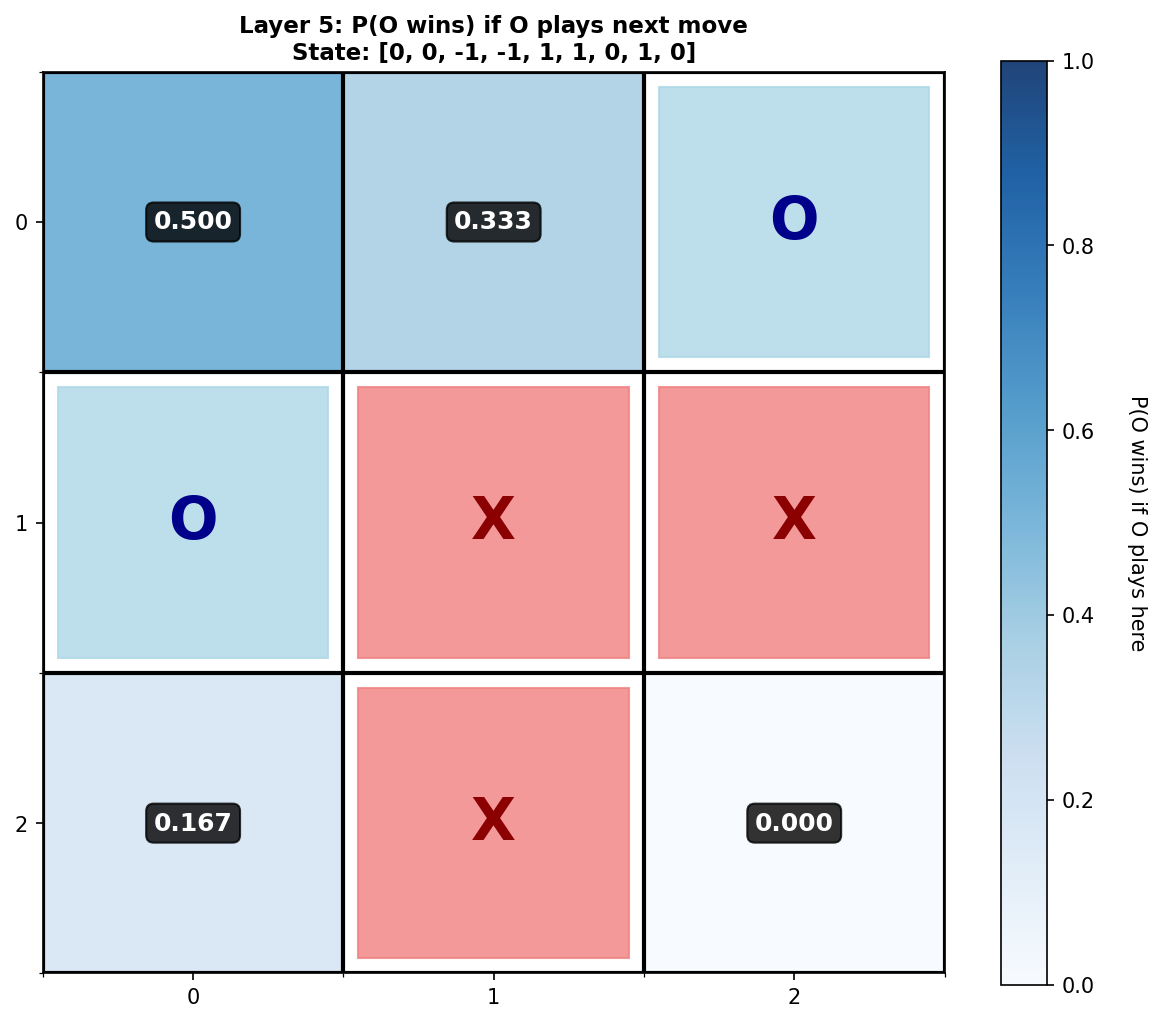 Layer 5: P(O wins) if O plays next move
State: [0, 0, -1, -1, 1, 1, 0, 1, 0]
0
0.500
0.333
O
1
O
X
X
2
0.167
X
0.000
0
1
2
1.0
0.8
0.6
0.4
0.2
0.0
P(O wins) if O plays here